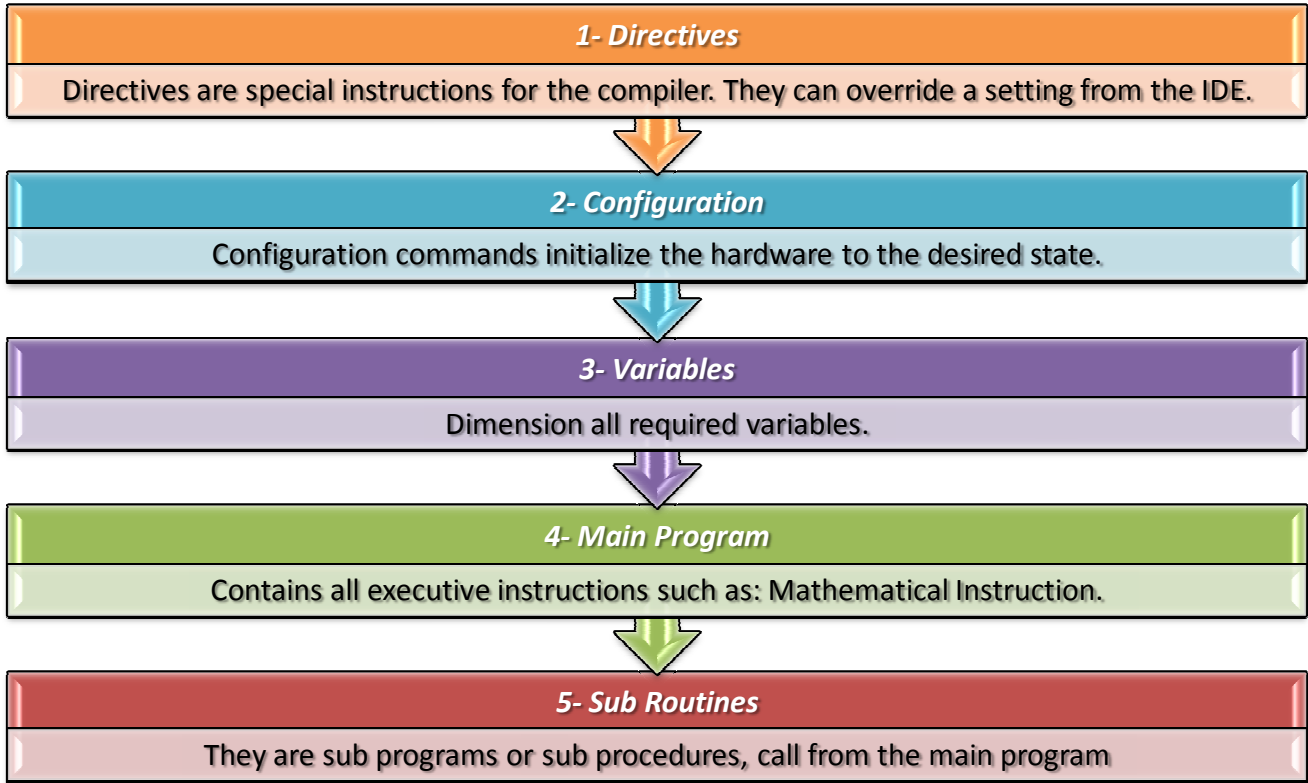 1- Directives
Directives are special instructions for the compiler. They can override a setting from the IDE.
2- Configuration
Configuration commands initialize the hardware to the desired state.
3- Variables
Dimension all required variables.
4- Main Program
Contains all executive instructions such as: Mathematical Instruction.
5- Sub Routines
They are sub programs or sub procedures, call from the main program